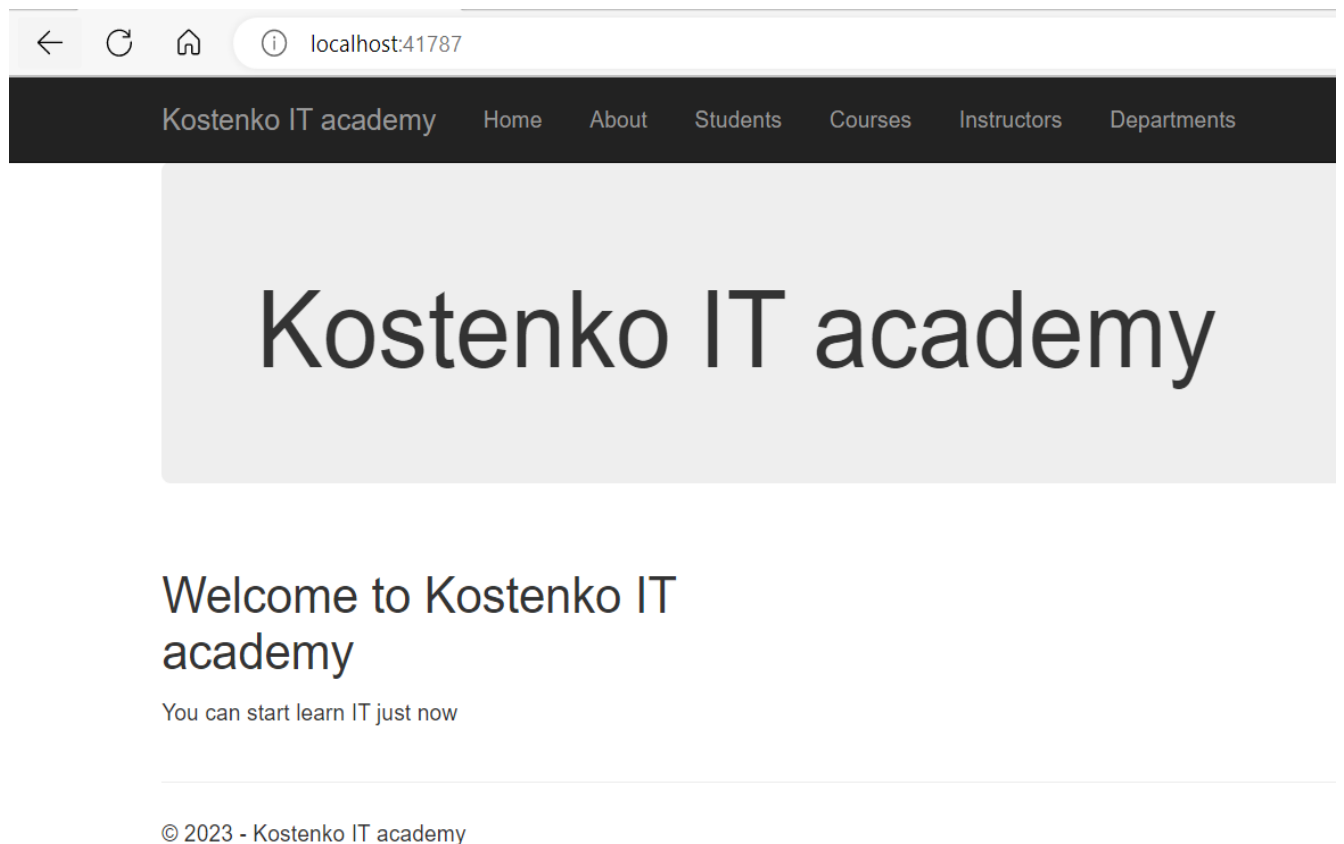 localhost:41787
Kostenko IT academy Home About Students Courses Instructors Departments
Kostenko IT academy
Welcome to Kostenko IT
academy
You can start learn IT just now
© 2023 - Kostenko IT academy